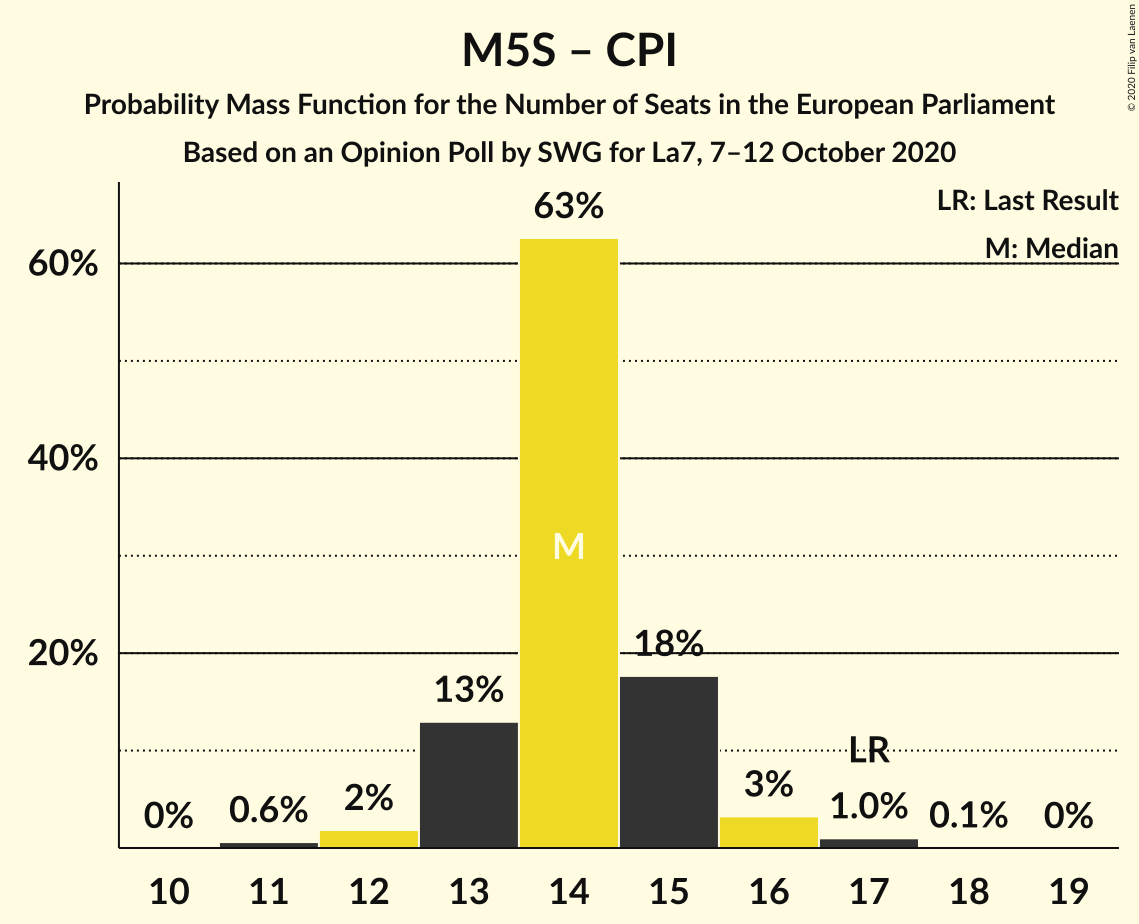 M5S – CPI
Probability Mass Function for the Number of Seats in the European Parliament
Based on an Opinion Poll by SWG for La7, 7–12 October 2020
© 2020 Filip van Laenen
LR: Last Result
M: Median
60%
40%
20%
0%
0.6%
2%
13%
63%
M
18%
3%
LR
1.0%
0.1%
0%
10 11 12 13 14 15 16 17 18 19